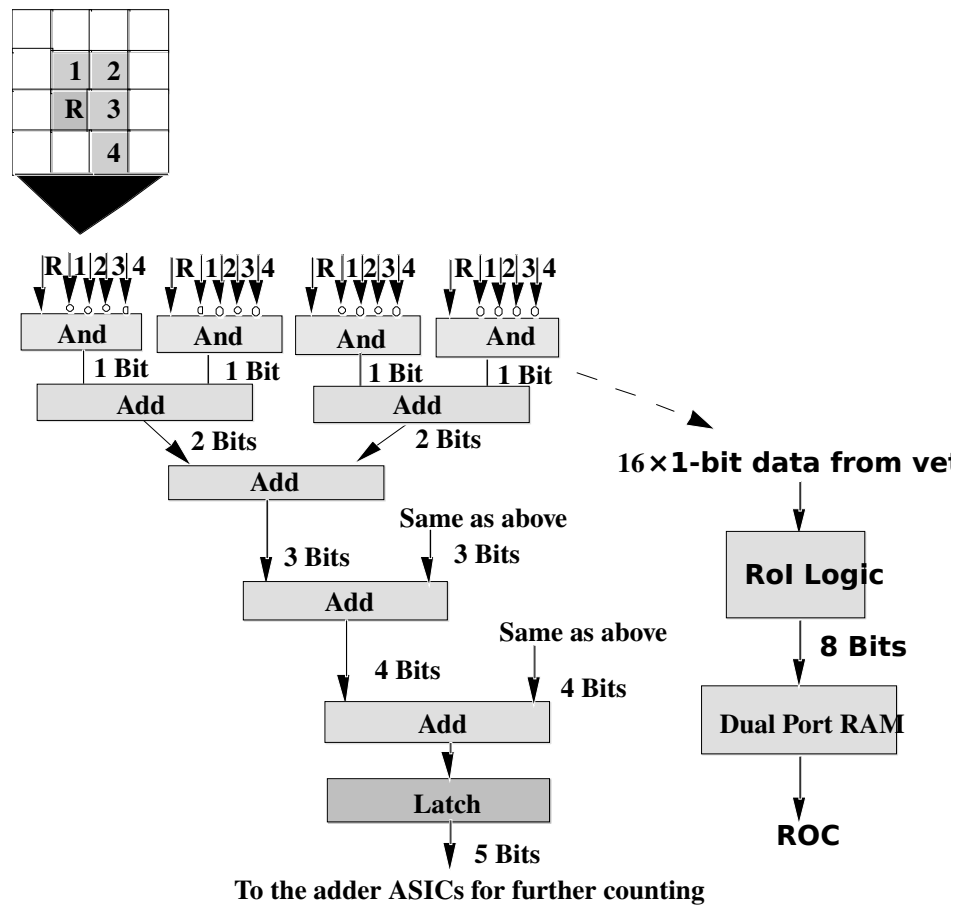 1 2
R 3
4
R 1 2 3 4 R 1 2 3 4 R 1 2 3 4 R 1 2 3 4
And And And And
1 Bit 1 Bit 1 Bit 1 Bit
Add Add
2 Bits 2 Bits
16×1-bit data from vet
Add
Same as above
3 Bits 3 Bits
RoI Logic
Add
Same as above
8 Bits
4 Bits 4 Bits
Add
Dual Port RAM
Latch
ROC
5 Bits
To the adder ASICs for further counting